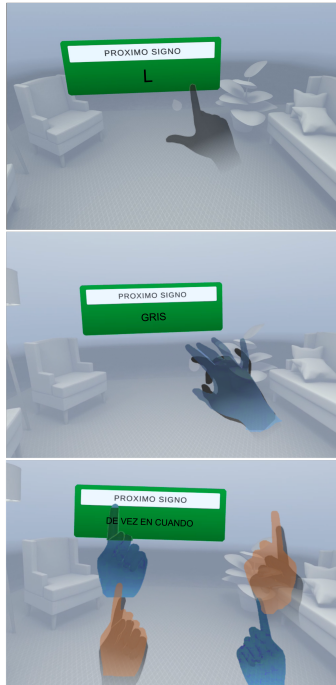 PROXIMO SIGNO
L
PROXIMO SIGNO
GRIS
PROXIMO SIGNO
DE VEZ EN CUANDO